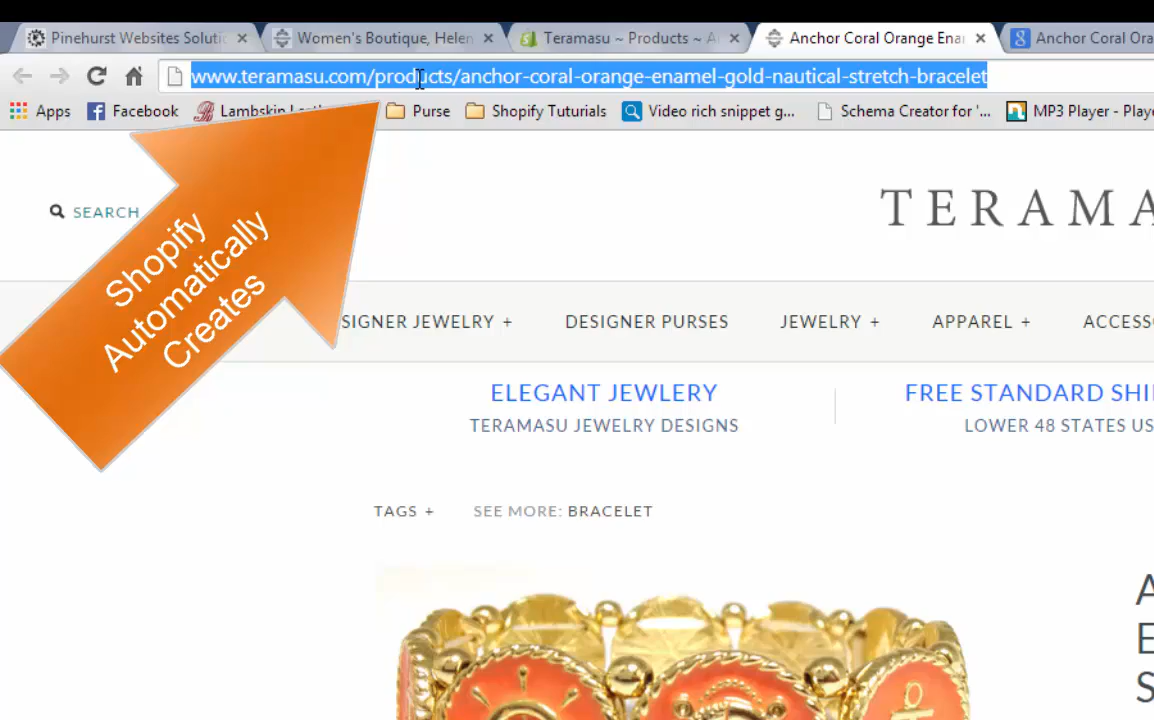 Pinehurst Websites Soluti
Women's Boutique, Helen
Teramasu ~ Products ~ A
Anchor Coral Orange Ena
Anchor Coral Ora
www.teramasu.com/products/anchor-coral-orange-enamel-gold-nautical-stretch-bracelet
Apps
Facebook
Lambskin
Purse
Shopify Tuturials
Video rich snippet g...
Schema Creator for '...
MP3 Player - Playe
SEARCH
TERAMA
Shopify
Automatically
Creates
SIGNER JEWELRY +
DESIGNER PURSES
JEWELRY +
APPAREL +
ACCESS
ELEGANT JEWLERY
FREE STANDARD SHI
TERAMASU JEWELRY DESIGNS
LOWER 48 STATES US
TAGS +
SEE MORE: BRACELET
A
E
S